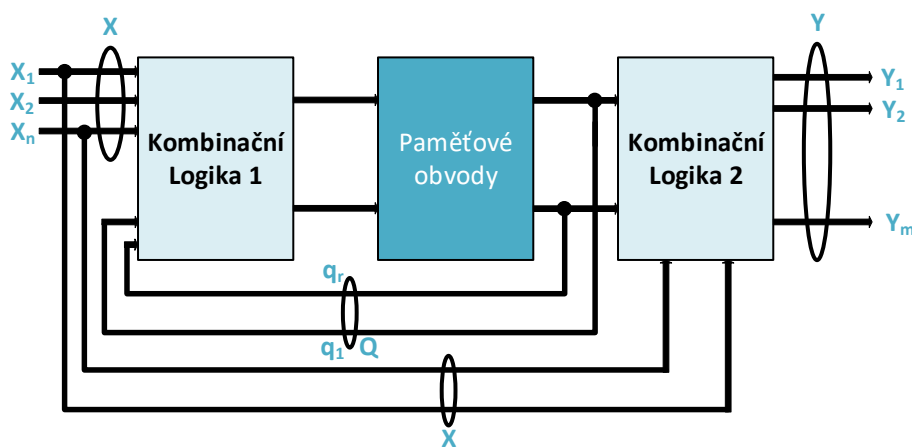 X
Y
X1
X2
Xn
Kombinační
Logika 1
Paměťové
obvody
Kombinační
Logika 2
Y1
Y2
Ym
qr
q1 Q
X